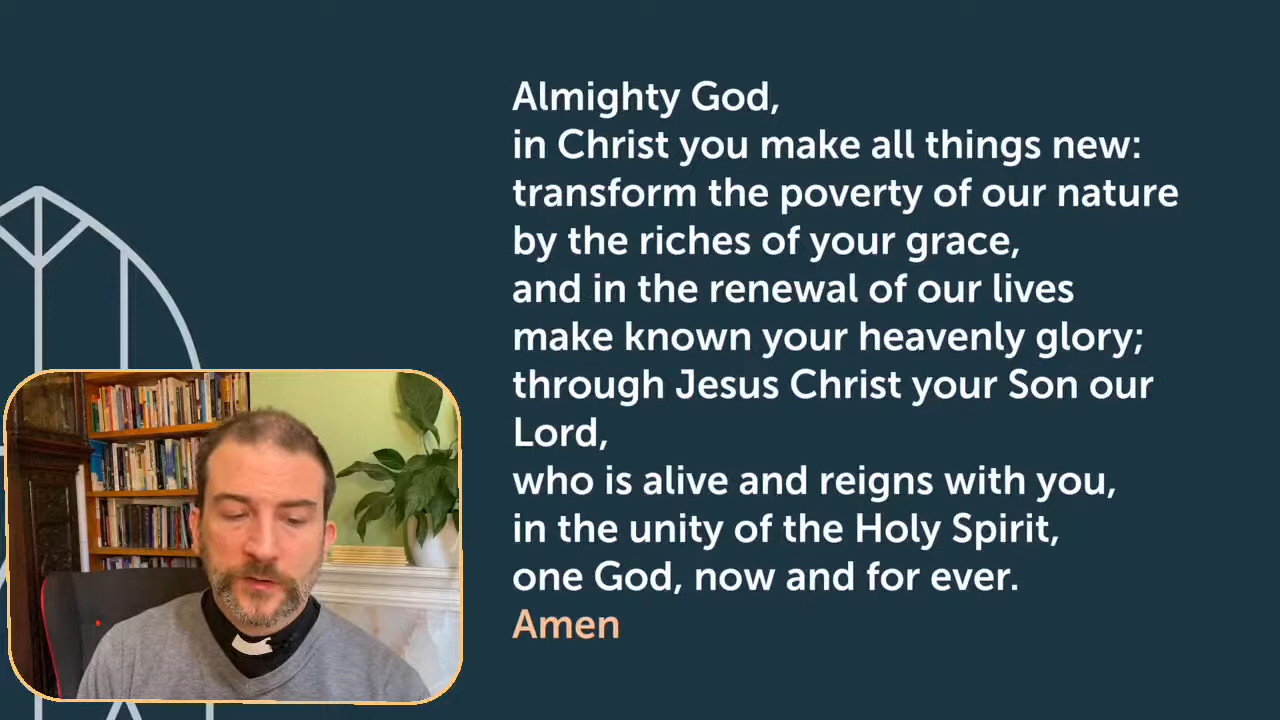 Almighty God,
in Christ you make all things new:
transform the poverty of our nature
by the riches of your grace,
and in the renewal of our lives
make known your heavenly glory;
through Jesus Christ your Son our
Lord,
who is alive and reigns with you,
in the unity of the Holy Spirit,
one God, now and for ever.
Amen